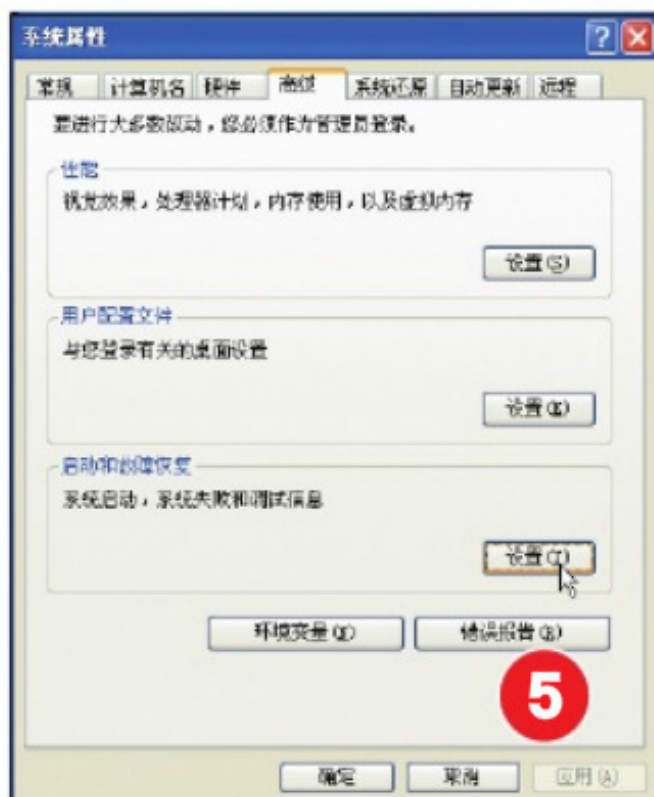 系统属性
常规 计算机名 硬件 高级 系统还原 自动更新 远程
要进行大多数改动，您必须作为管理员登录。
性能
视觉效果，处理器计划，内存使用，以及虚拟内存
设置(S)
用户配置文件
与您登录有关的桌面设置
设置(E)
启动和故障恢复
系统启动，系统失败和调试信息
设置(T)
环境变量(N) 错误报告(R)
5
确定 取消 应用(A)